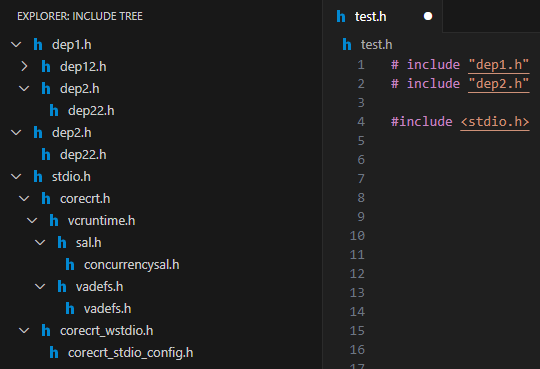 EXPLORER: INCLUDE TREE
h dep1.h
h dep12.h
h dep2.h
h dep22.h
h dep2.h
h dep22.h
h stdio.h
h corecrt.h
h vcruntime.h
h sal.h
h concurrencysal.h
h vadefs.h
h vadefs.h
h corecrt_wstdio.h
h corecrt_stdio_config.h
h test.h
h test.h
1 # include "dep1.h"
2 # include "dep2.h"
3
4 #include <stdio.h>
5
6
7
8
9
10
11
12
13
14
15
16
17